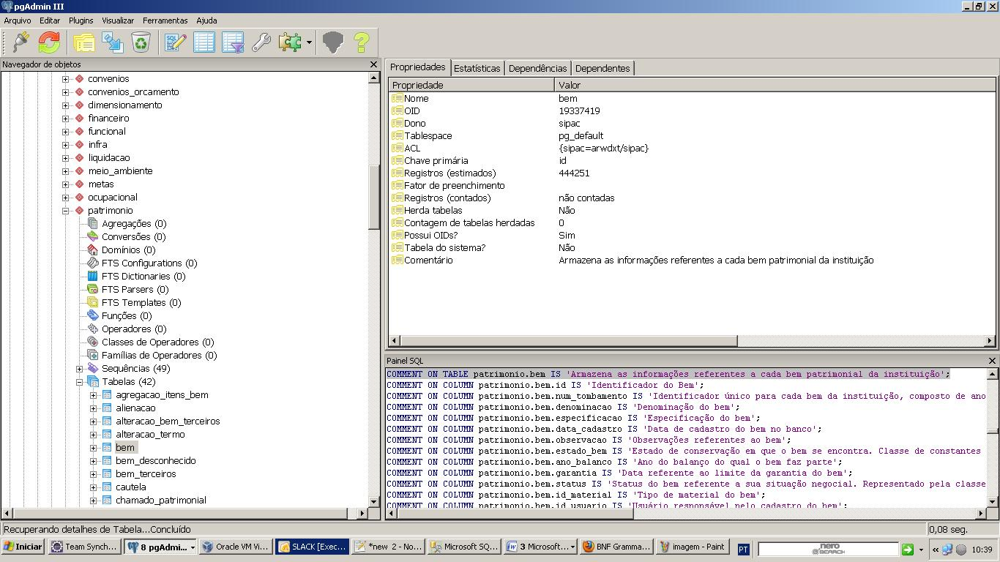 pgAdmin III
Arquivo Editar Plugins Visualizar Ferramentas Ajuda
SQL
Navegador de objetos
convenios
convenios_orcamento
dimensionamento
financeiro
funcional
infra
liquidacao
meio_ambiente
metas
ocupacional
patrimonio
Agregações (0)
Conversões (0)
Domínios (0)
FTS Configurations (0)
FTS Dictionaries (0)
FTS Parsers (0)
FTS Templates (0)
Funções (0)
Operadores (0)
Classes de Operadores (0)
Famílias de Operadores (0)
Sequências (49)
Tabelas (42)
agregacao_itens_bem
alienacao
alteracao_bem_terceiros
alteracao_termo
bem
bem_desconhecido
bem_terceiros
cautela
chamado_patrimonial
Propriedades Estatísticas Dependências Dependentes
Propriedade Valor
Nome bem
OID 19337419
Dono sipac
Tablespace pg_default
ACL {sipac=arwdxt/sipac}
Chave primária id
Registros (estimados) 444251
Fator de preenchimento
Registros (contados) não contadas
Herda tabelas Não
Contagem de tabelas herdadas 0
Possui OIDs? Sim
Tabela do sistema? Não
Comentário Armazena as informações referentes a cada bem patrimonial da instituição
Painel SQL
COMMENT ON TABLE patrimonio.bem IS 'Armazena as informações referentes a cada bem patrimonial da instituição';
COMMENT ON COLUMN patrimonio.bem.id IS 'Identificador do Bem';
COMMENT ON COLUMN patrimonio.bem.num_tombamento IS 'Identificador único para cada bem da instituição, composto de ano
COMMENT ON COLUMN patrimonio.bem.denominacao IS 'Denominação do bem';
COMMENT ON COLUMN patrimonio.bem.especificacao IS 'Especificação do bem';
COMMENT ON COLUMN patrimonio.bem.data_cadastro IS 'Data de cadastro do bem no banco';
COMMENT ON COLUMN patrimonio.bem.observacao IS 'Observações referentes ao bem';
COMMENT ON COLUMN patrimonio.bem.estado_bem IS 'Estado de conservação em que o bem se encontra. Classe de constantes
COMMENT ON COLUMN patrimonio.bem.ano_balanco IS 'Ano do balanço do qual o bem faz parte';
COMMENT ON COLUMN patrimonio.bem.garantia IS 'Data referente ao limite da garantia do bem';
COMMENT ON COLUMN patrimonio.bem.status IS 'Status do bem referente a sua situação negocial. Representado pela classe
COMMENT ON COLUMN patrimonio.bem.id_material IS 'Tipo de material do bem';
COMMENT ON COLUMN patrimonio.bem.id_usuario IS 'Usuário responsável pelo cadastro do bem';
Recuperando detalhes de Tabela...Concluído 0,08 seg.
Iniciar Team Synch... 8 pgAdmi... Oracle VM Vi... SLACK [Exec... *new 2 - No... Microsoft SQ... 3 Microsoft... BNF Gramma... imagem - Paint PT nero SEARCH « 10:39